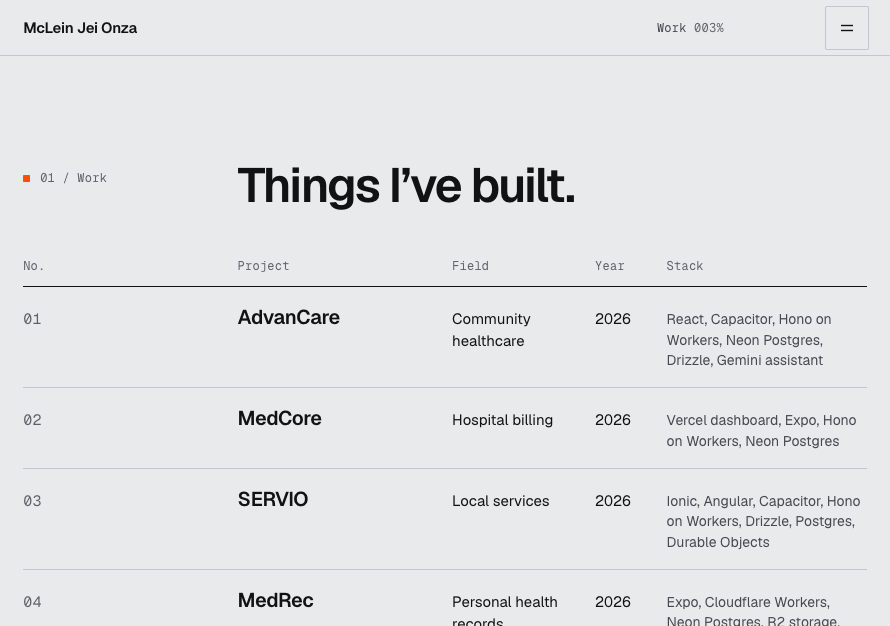 McLein Jei Onza
Work 003%
01 / Work
Things I’ve built.
No. Project Field Year Stack
01 AdvanCare Community 2026 React, Capacitor, Hono on
healthcare Workers, Neon Postgres,
Drizzle, Gemini assistant
02 MedCore Hospital billing 2026 Vercel dashboard, Expo, Hono
on Workers, Neon Postgres
03 SERVIO Local services 2026 Ionic, Angular, Capacitor, Hono
on Workers, Drizzle, Postgres,
Durable Objects
04 MedRec Personal health 2026 Expo, Cloudflare Workers,
records Neon Postgres, R2 storage,